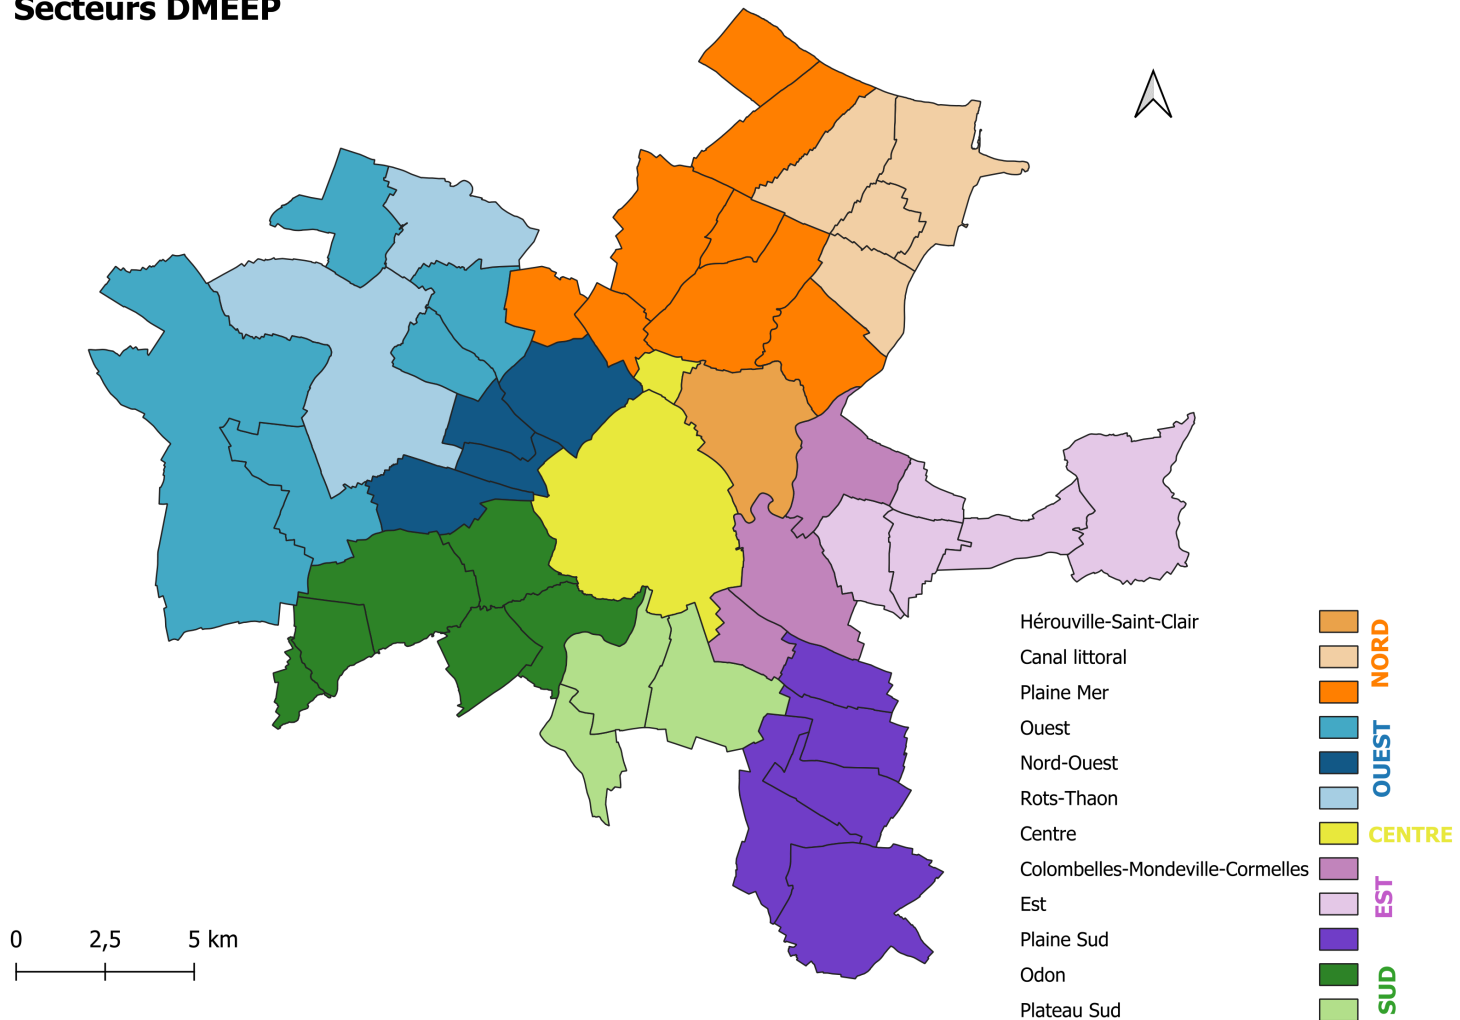 Secteurs DMEEP
Hérouville-Saint-Clair
Canal littoral
Plaine Mer
NORD
Ouest
Nord-Ouest
Rots-Thaon
OUEST
Centre
CENTRE
Colombelles-Mondeville-Cormelles
Est
Plaine Sud
EST
Odon
Plateau Sud
SUD
0 2,5 5 km